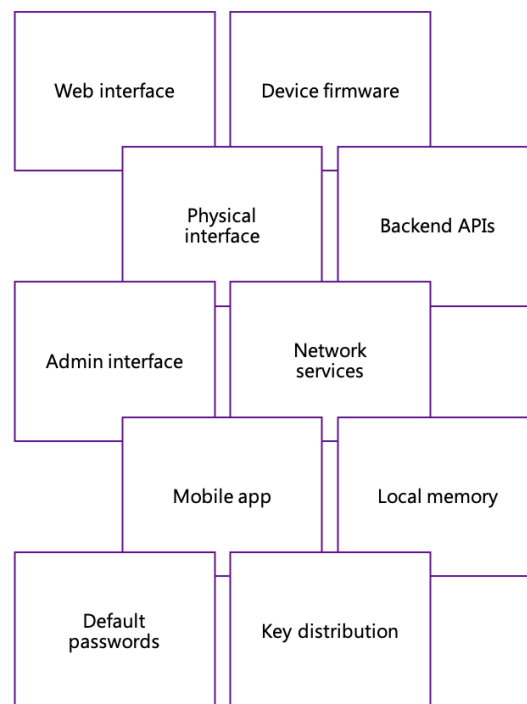 Web interface
Device firmware
Physical
interface
Backend APIs
Admin interface
Network
services
Mobile app
Local memory
Default
passwords
Key distribution